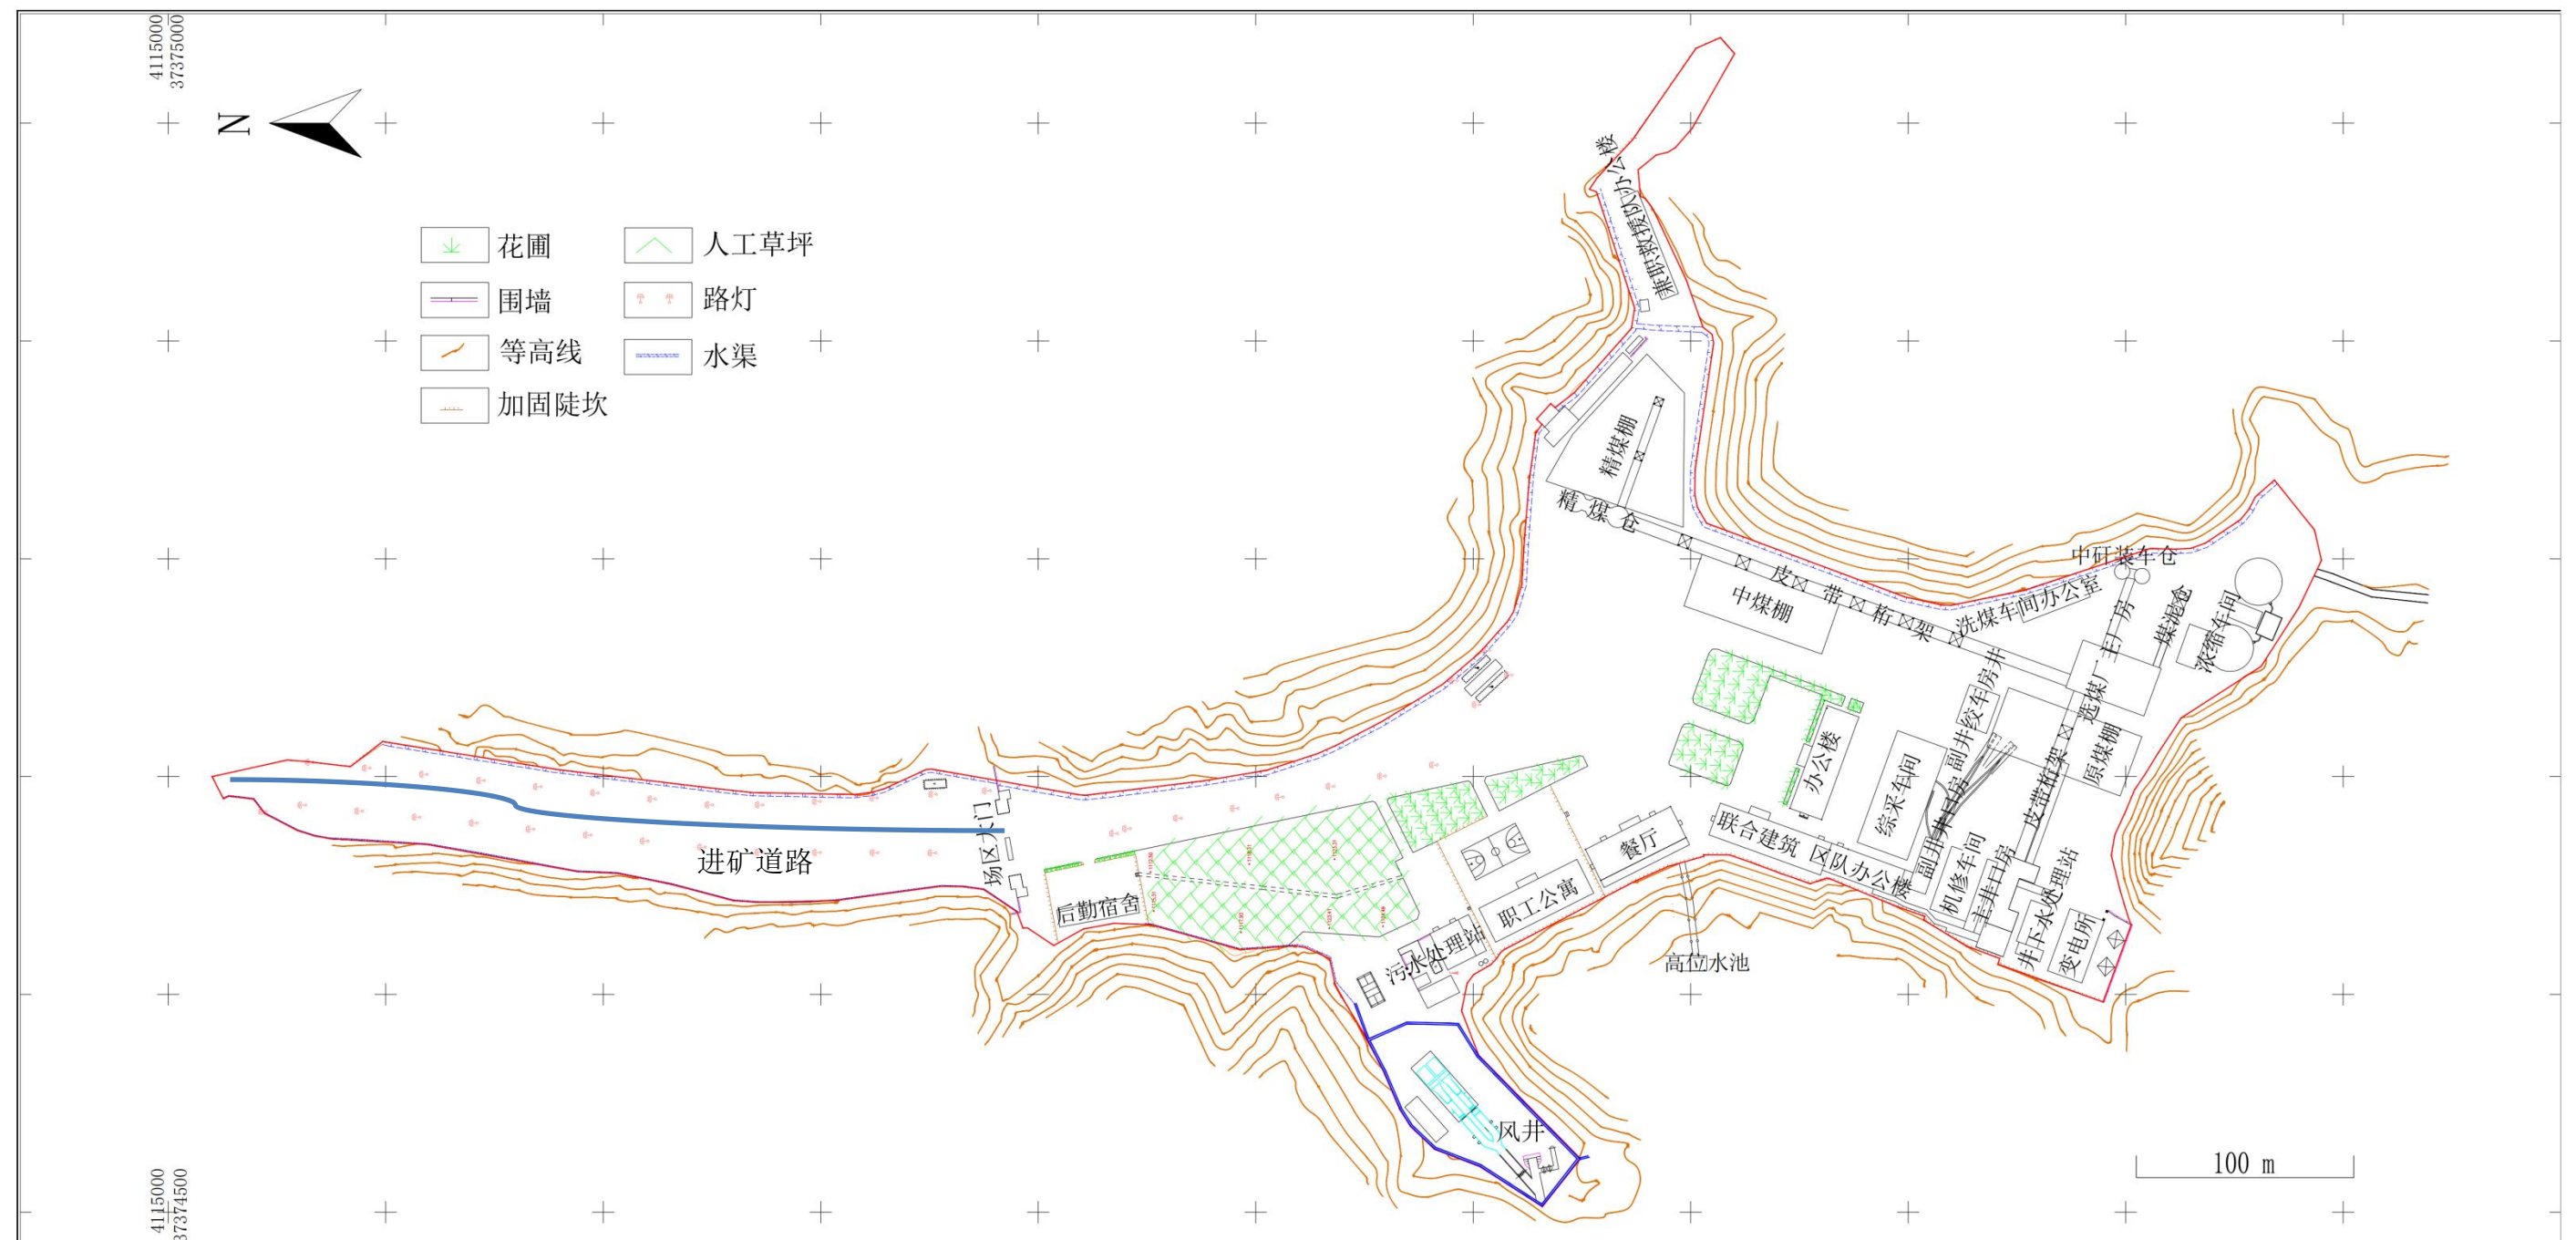 4115000
37375000
N
花圃
人工草坪
围墙
路灯
等高线
水渠
加固陡坎
兼职救援队办公楼
精煤棚
精煤仓
皮带桁架
中煤棚
中矸装车仓
洗煤车间办公室
煤泥仓
浓缩车间
选煤厂主厂房
副井绞车房井
原煤棚
皮带桁架
办公楼
综采车间
副井井口房
联合建筑
区队办公楼
机修车间
主井井口房
井下水处理站
变电所
餐厅
职工公寓
高位水池
污水处理站
后勤宿舍
场区大门
进矿道路
风井
100 m
4115000
37374500